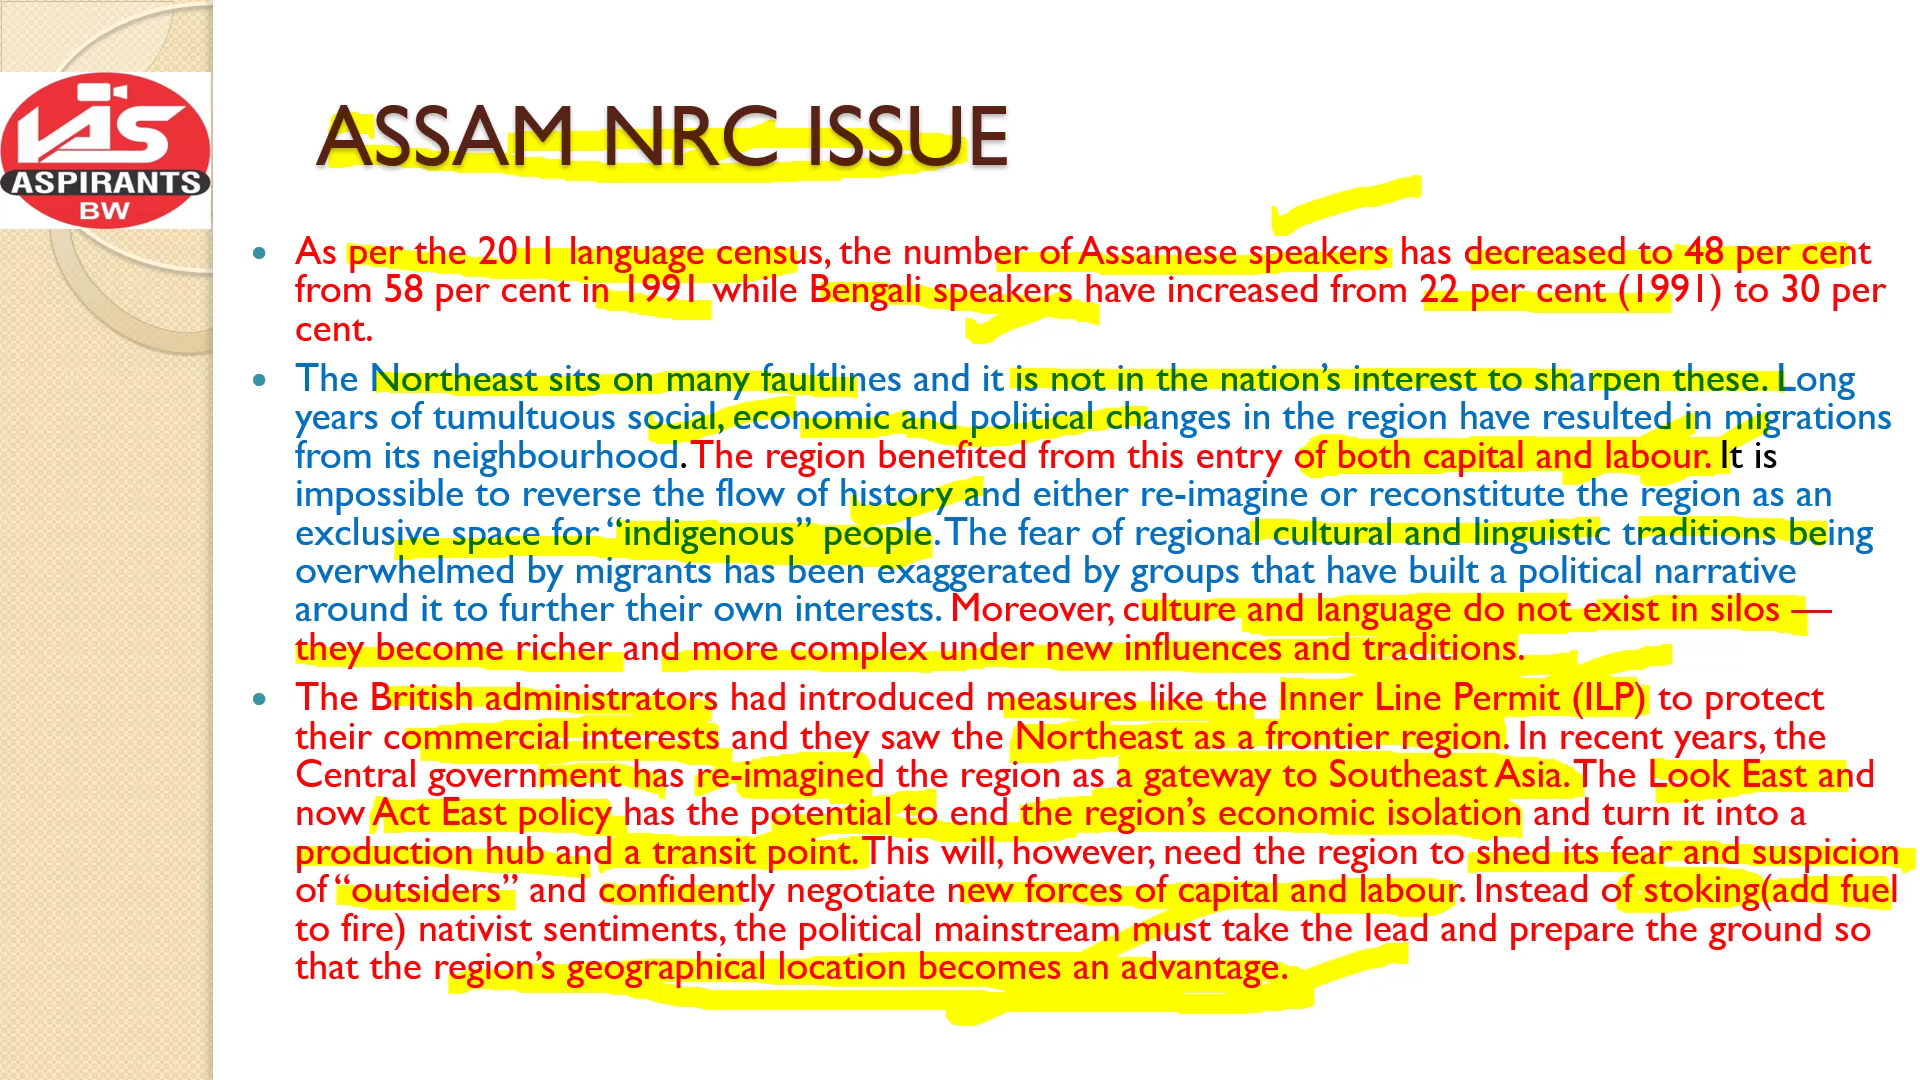 VAIS
ASPIRANTS
BW
ASSAM NRC ISSUE
• As per the 2011 language census, the number of Assamese speakers has decreased to 48 per cent
from 58 per cent in 1991 while Bengali speakers have increased from 22 per cent (1991) to 30 per
cent.
• The Northeast sits on many faultlines and it is not in the nation’s interest to sharpen these. Long
years of tumultuous social, economic and political changes in the region have resulted in migrations
from its neighbourhood. The region benefited from this entry of both capital and labour. It is
impossible to reverse the flow of history and either re-imagine or reconstitute the region as an
exclusive space for “indigenous” people. The fear of regional cultural and linguistic traditions being
overwhelmed by migrants has been exaggerated by groups that have built a political narrative
around it to further their own interests. Moreover, culture and language do not exist in silos —
they become richer and more complex under new influences and traditions.
• The British administrators had introduced measures like the Inner Line Permit (ILP) to protect
their commercial interests and they saw the Northeast as a frontier region. In recent years, the
Central government has re-imagined the region as a gateway to Southeast Asia. The Look East and
now Act East policy has the potential to end the region’s economic isolation and turn it into a
production hub and a transit point. This will, however, need the region to shed its fear and suspicion
of “outsiders” and confidently negotiate new forces of capital and labour. Instead of stoking(add fuel
to fire) nativist sentiments, the political mainstream must take the lead and prepare the ground so
that the region’s geographical location becomes an advantage.